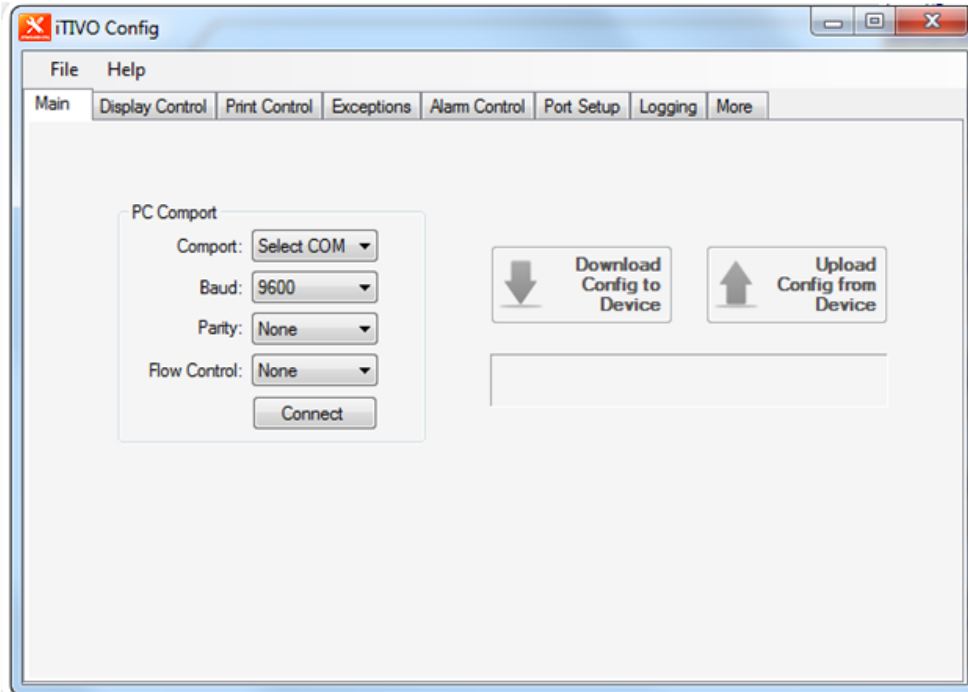 iTIVO Config
File Help
Main Display Control Print Control Exceptions Alarm Control Port Setup Logging More
PC Comport
Comport: Select COM
Baud: 9600
Parity: None
Flow Control: None
Connect
Download
Config to
Device
Upload
Config from
Device